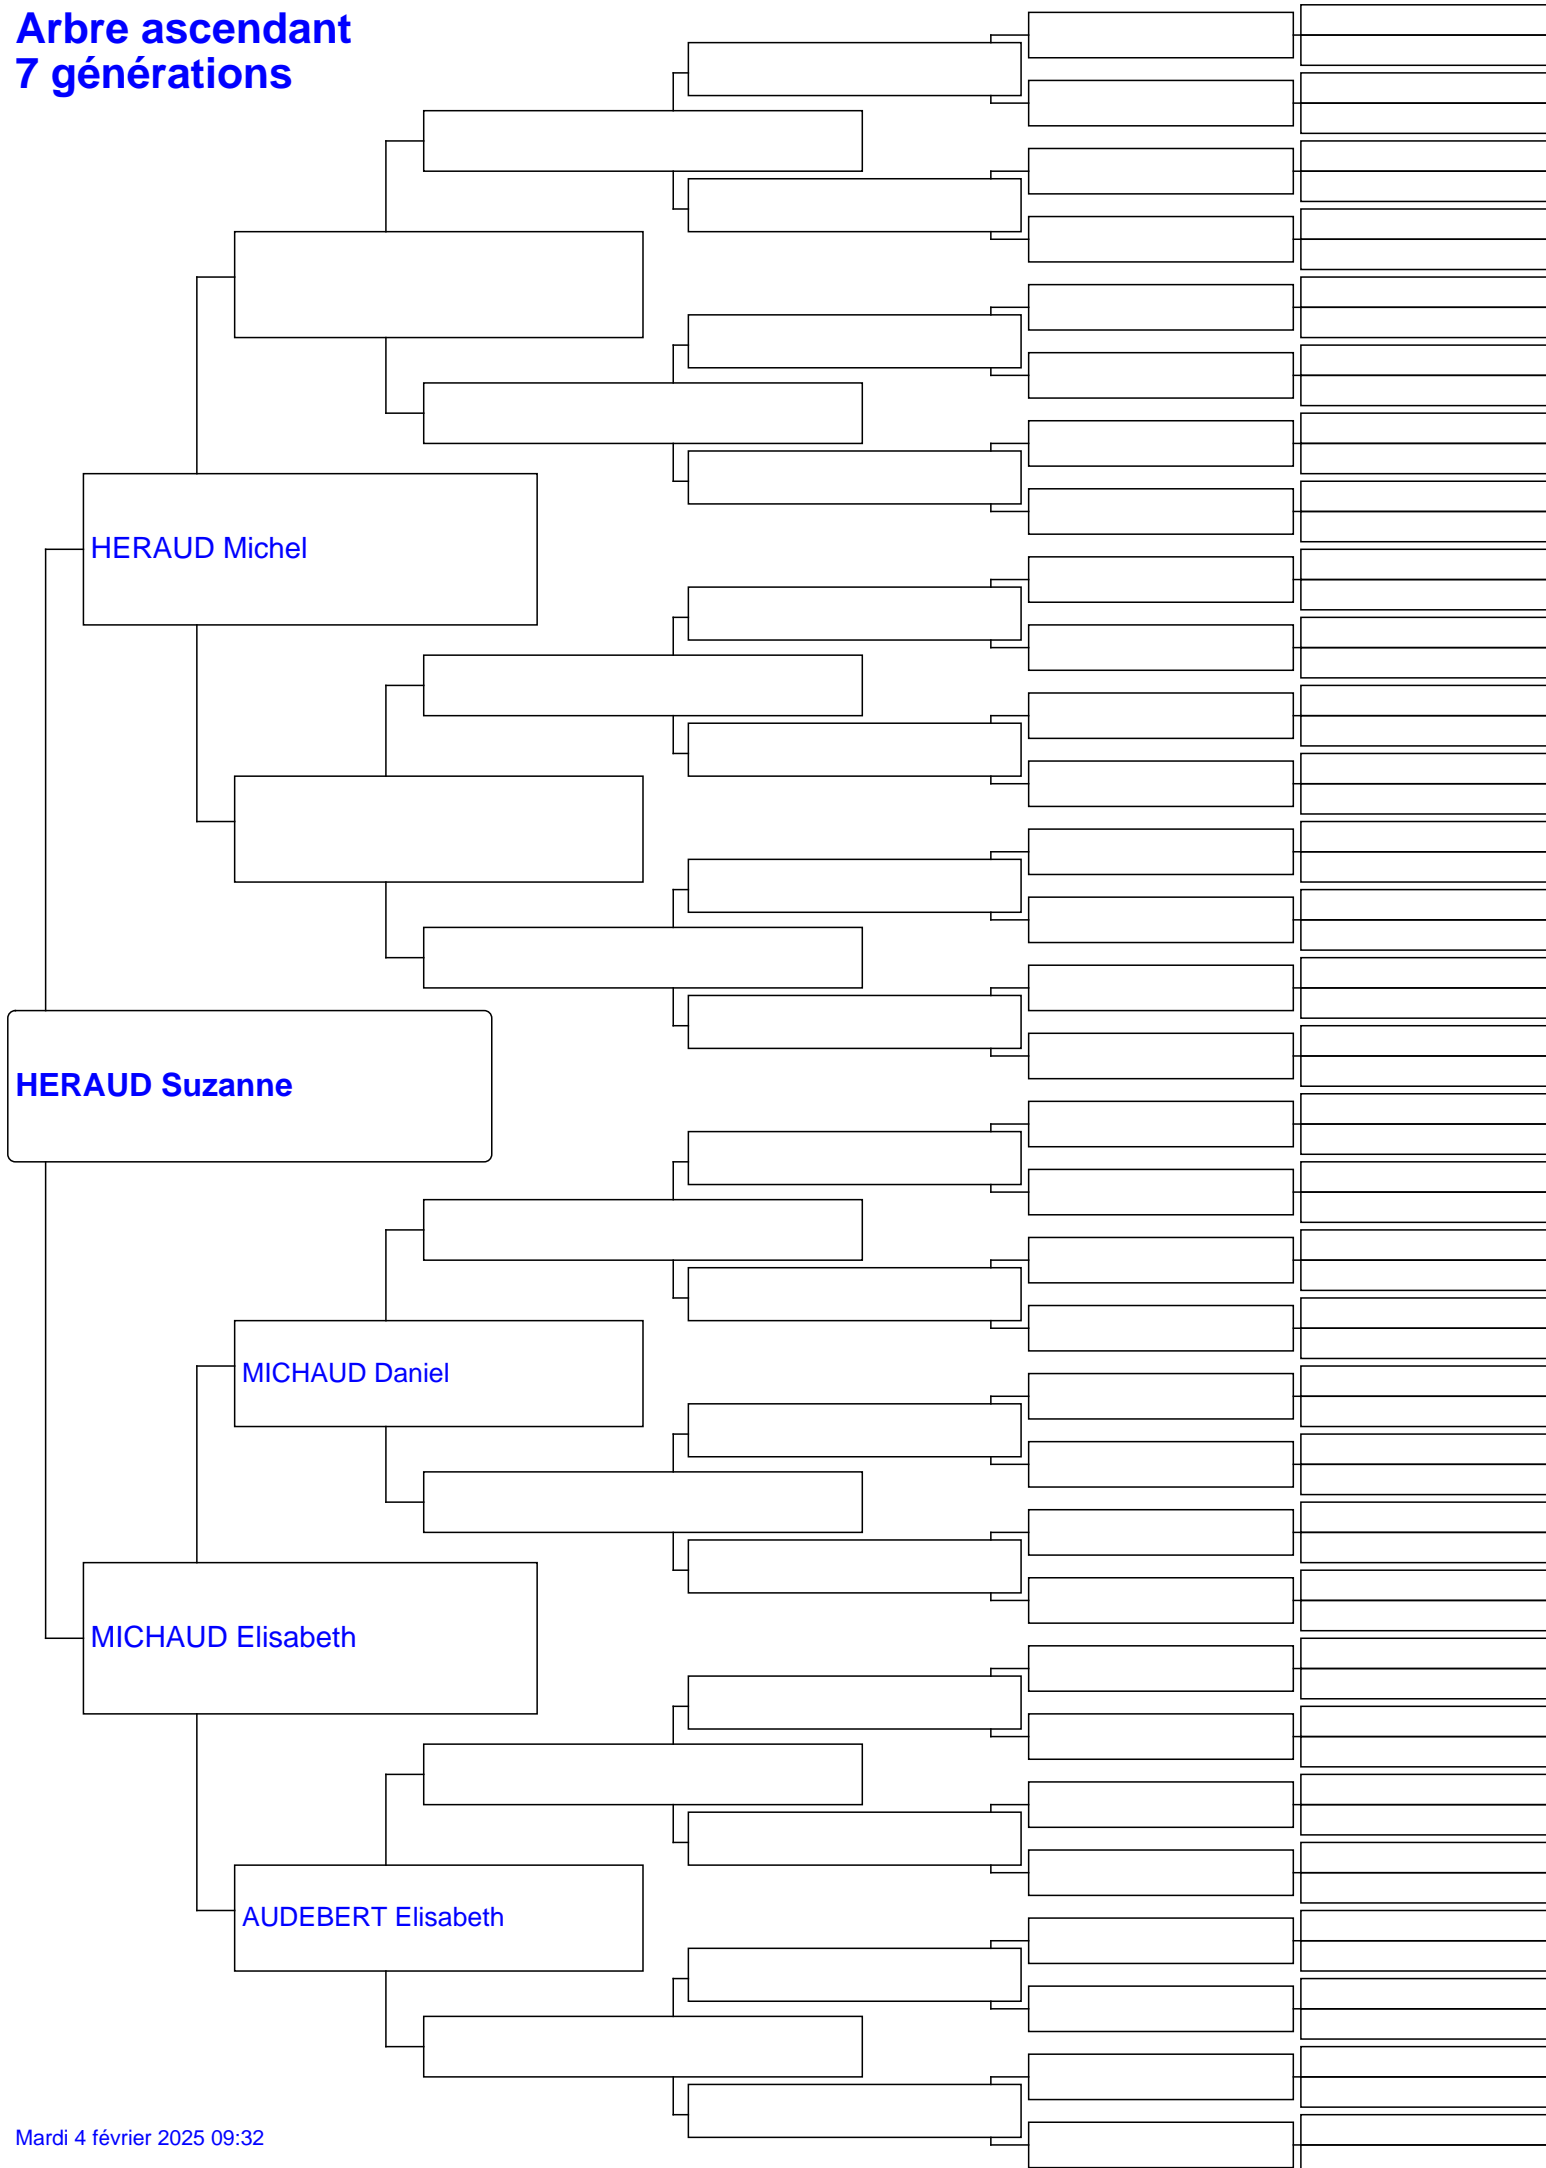 Arbre ascendant
7 générations
HERAUD Michel
HERAUD Suzanne
MICHAUD Daniel
MICHAUD Elisabeth
AUDEBERT Elisabeth
Mardi 4 février 2025 09:32